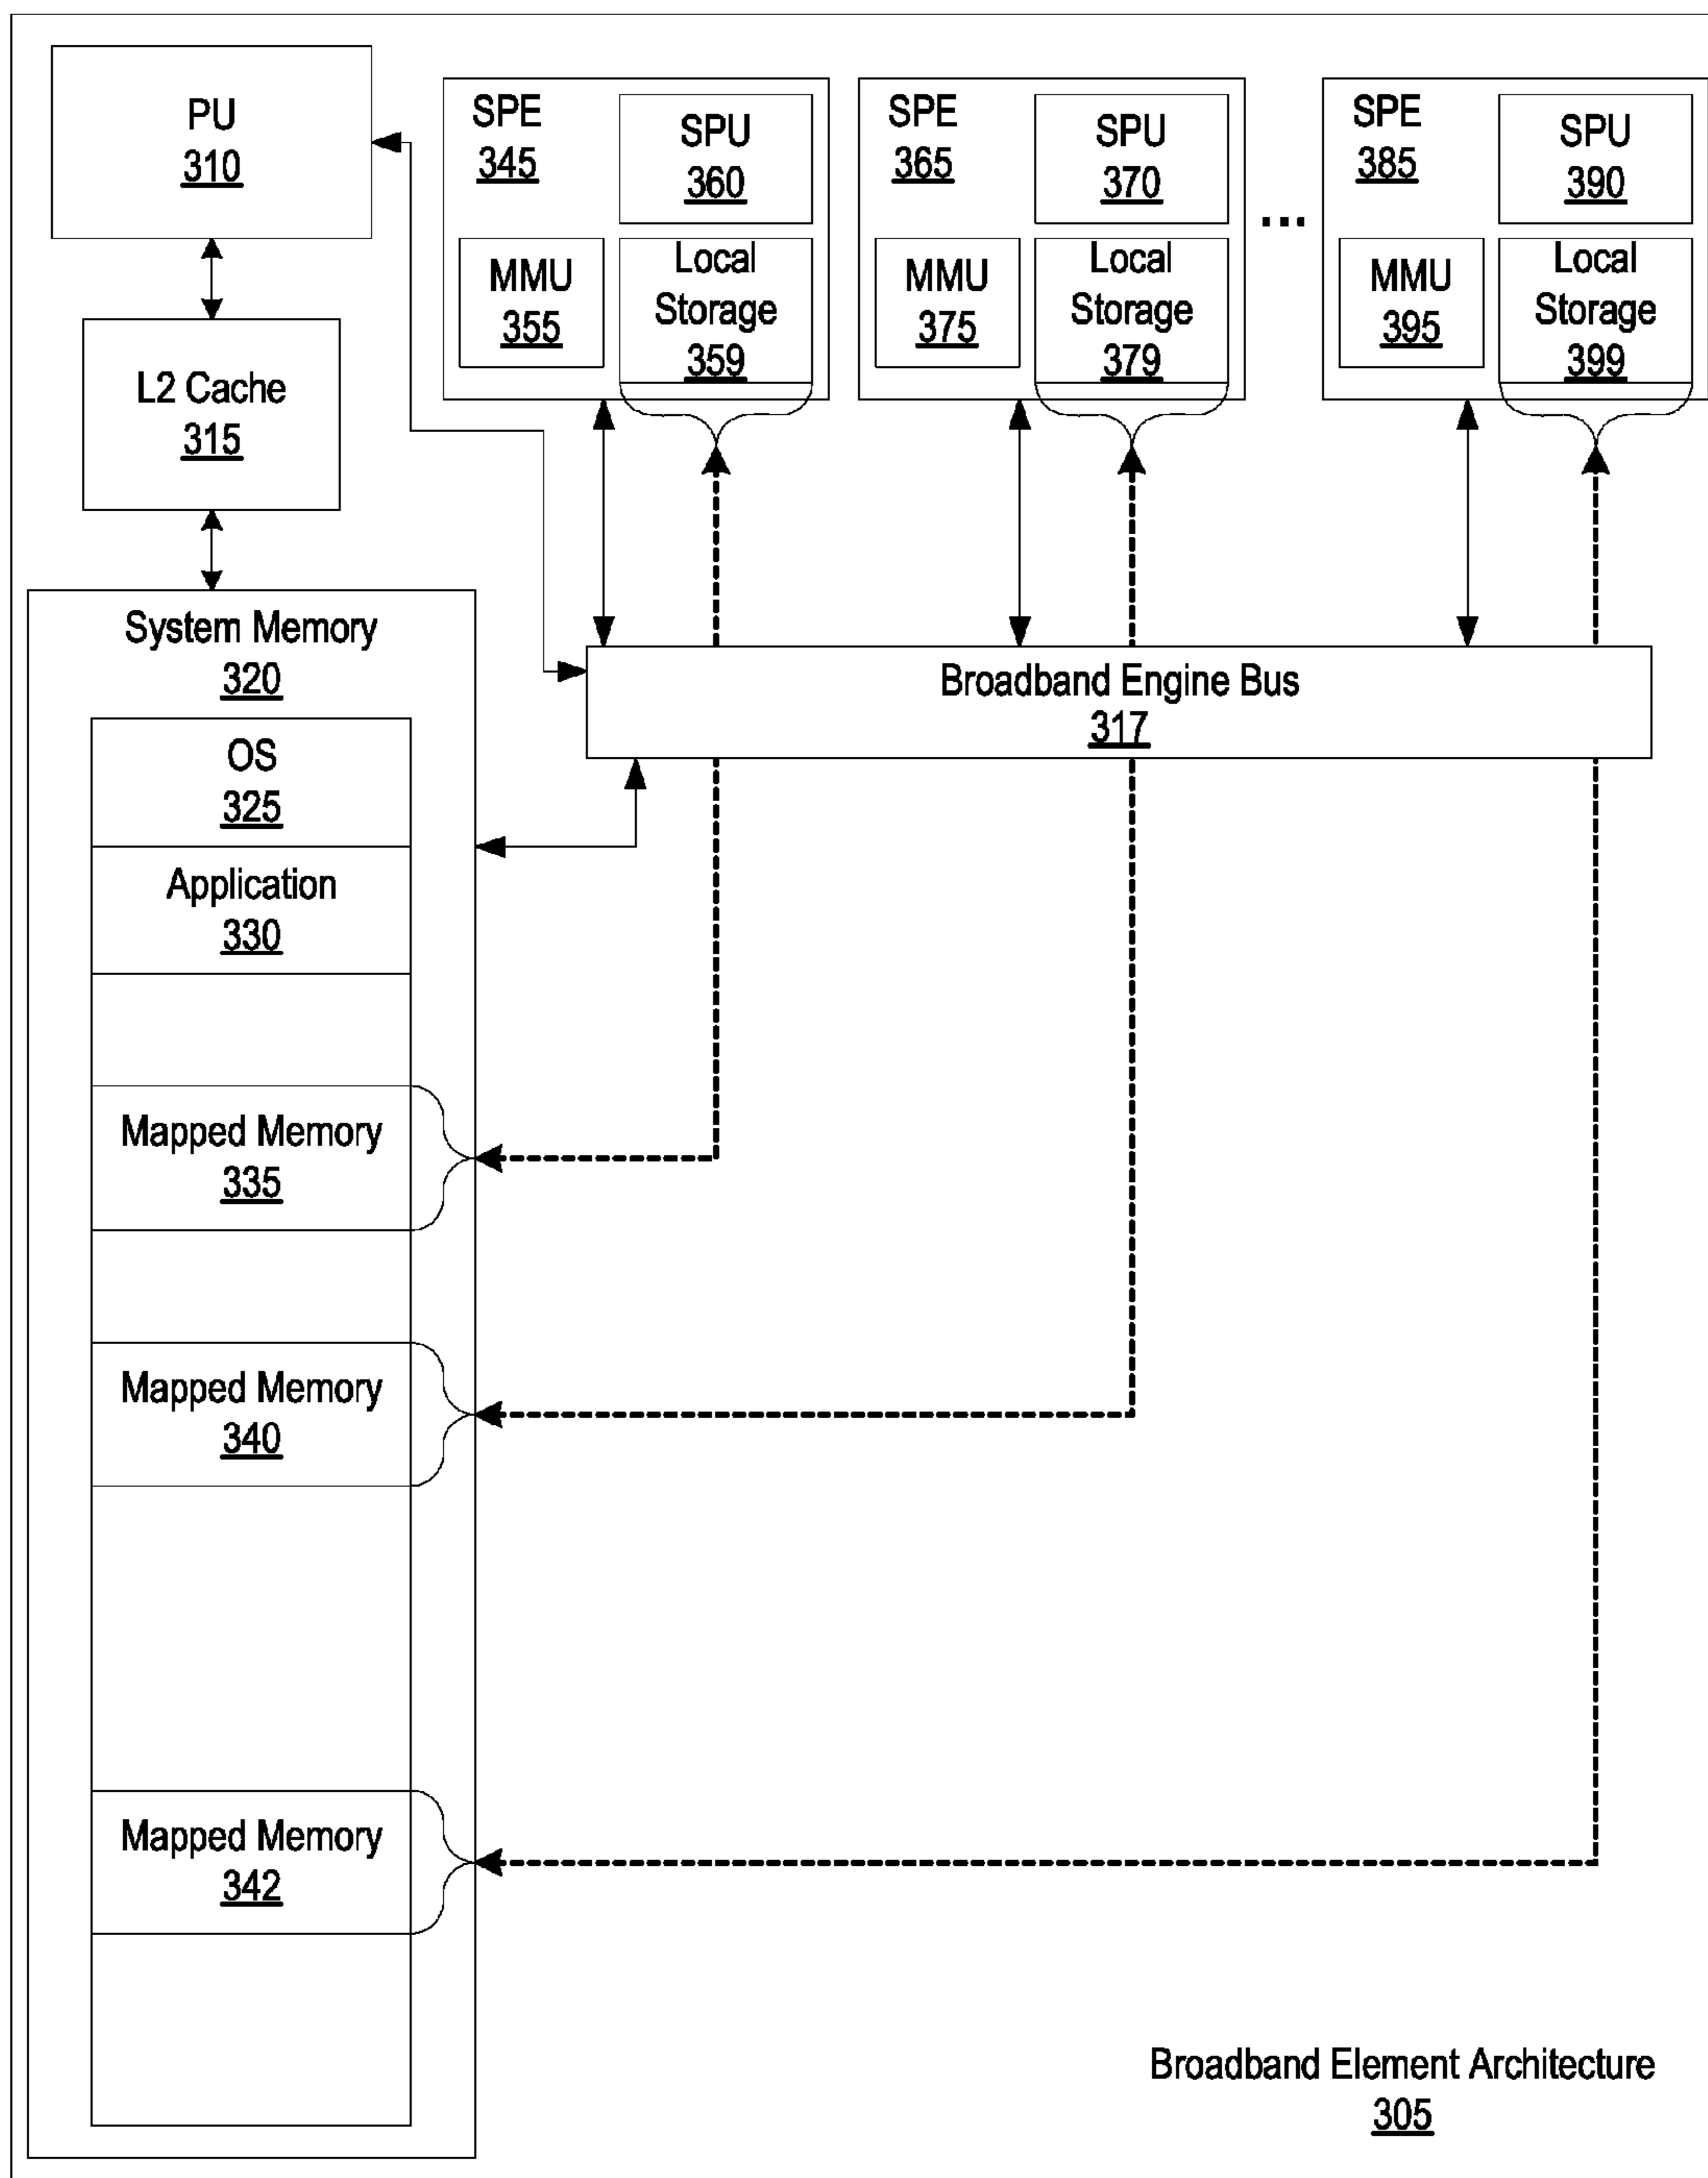 PU
310
L2 Cache
315
System Memory
320
OS
325
Application
330
Mapped Memory
335
Mapped Memory
340
Mapped Memory
342
SPE
345
SPU
360
MMU
355
Local
Storage
359
SPE
365
SPU
370
MMU
375
Local
Storage
379
...
SPE
385
SPU
390
MMU
395
Local
Storage
399
Broadband Engine Bus
317
Broadband Element Architecture
305